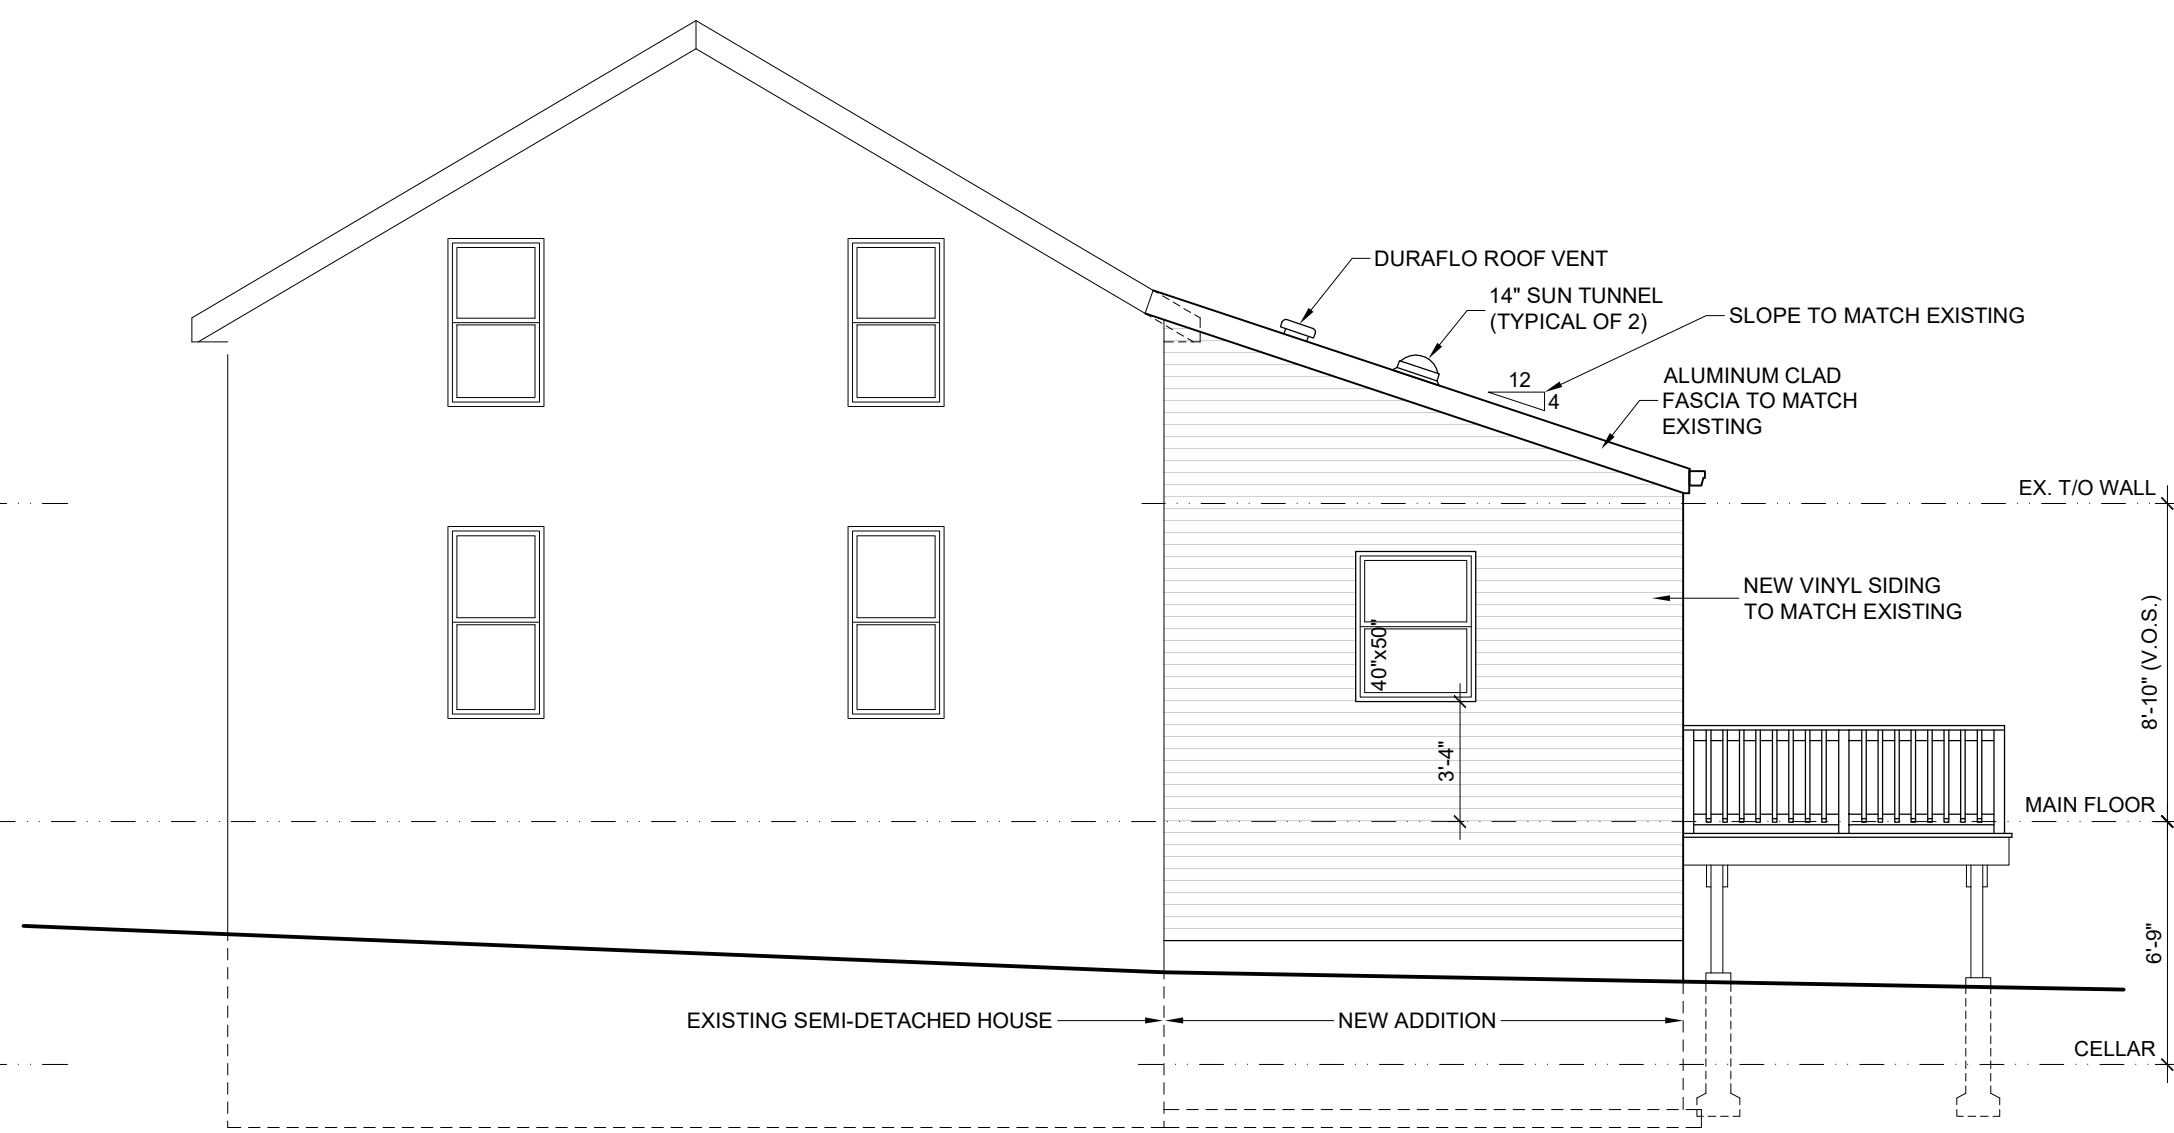 DURAFLO ROOF VENT
14" SUN TUNNEL
(TYPICAL OF 2)
SLOPE TO MATCH EXISTING
12
4
ALUMINUM CLAD
FASCIA TO MATCH
EXISTING
EX. T/O WALL
NEW VINYL SIDING
TO MATCH EXISTING
8'-10" (V.O.S.)
40"x50"
3'-4"
MAIN FLOOR
6'-9"
EXISTING SEMI-DETACHED HOUSE
NEW ADDITION
CELLAR